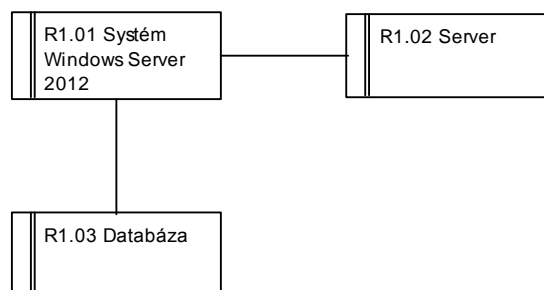 R1.01 Systém
Windows Server
2012
R1.02 Server
R1.03 Databáza